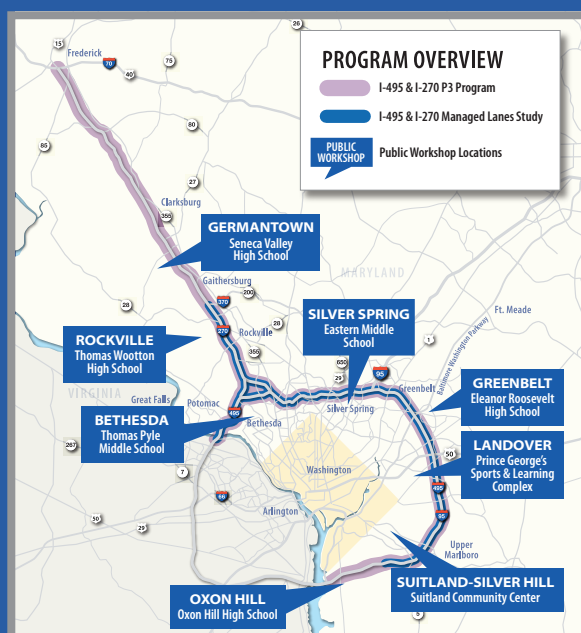 PROGRAM OVERVIEW
I-495 & I-270 P3 Program
I-495 & I-270 Managed Lanes Study
PUBLIC
WORKSHOP
Public Workshop Locations
15
Frederick
70
40
75
26
85
80
27
Clarksburg
355
GERMANTOWN
Seneca Valley
High School
MARYLAND
Gaithersburg
200
370
28
28
270
Rockville
355
Ft. Meade
SILVER SPRING
Eastern Middle
School
1
Baltimore Washington Parkway
ROCKVILLE
Thomas Wootton
High School
650
29
95
VIRGINIA
Great Falls
Potomac
Silver Spring
Greenbelt
GREENBELT
Eleanor Roosevelt
High School
BETHESDA
Thomas Pyle
Middle School
495
Bethesda
267
7
LANDOVER
Prince George's
Sports & Learning
Complex
50
Washington
495
66
Arlington
95
50
29
Upper
Marlboro
SUITLAND-SILVER HILL
Suitland Community Center
OXON HILL
Oxon Hill High School
5